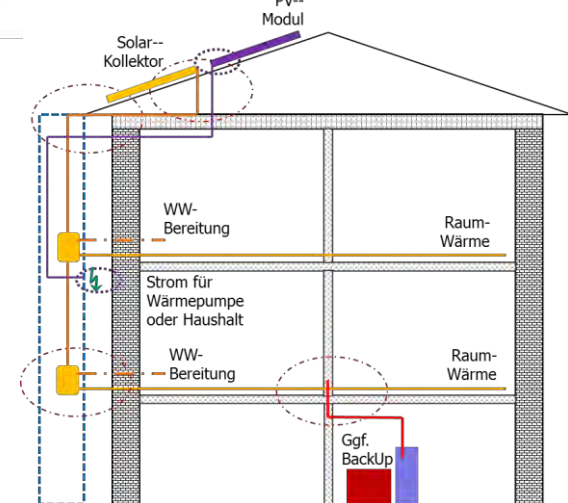 PV--
Modul
Solar--
Kollektor
WW-
Bereitung
Raum-
Wärme
Strom für
Wärmepumpe
oder Haushalt
WW-
Bereitung
Raum-
Wärme
Ggf.
BackUp